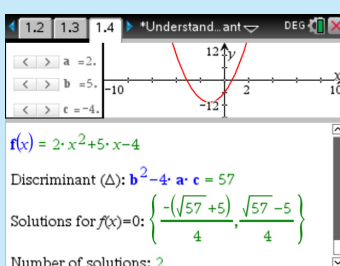 1.2 1.3 1.4 *Understand...ant DEG
a =2.
b =5.
c =-4.
12 y
x
-10 2 10
-12
f(x) = 2·x²+5·x-4
Discriminant (Δ): b²-4·a·c = 57
Solutions for f(x)=0: {-(√57 +5)/4, √57 -5/4}
Number of solutions: 2